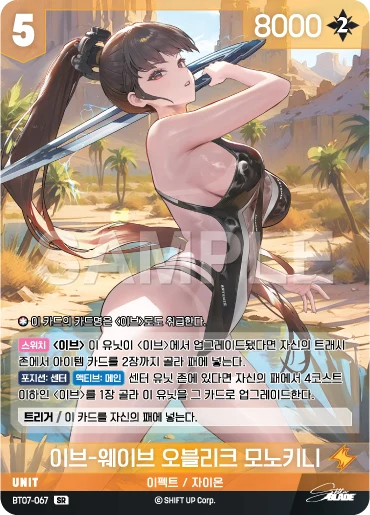 5
8000
2
SAMPLE
이 카드의 카드명은 <이브>로도 취급한다.
스위치 <이브> 이 유닛이 <이브>에서 업그레이드됐다면 자신의 트래시
존에서 아이템 카드를 2장까지 골라 패에 넣는다.
포지션: 센터 액티브: 메인 센터 유닛 존에 있다면 자신의 패에서 4코스트
이하인 <이브>를 1장 골라 이 유닛을 그 카드로 업그레이드한다.
트리거 / 이 카드를 자신의 패에 넣는다.
이브-웨이브 오블리크 모노키니
UNIT
이펙트 / 자이온
BT07-067 SR
ⓒSHIFT UP Corp.
Stellar BLADE